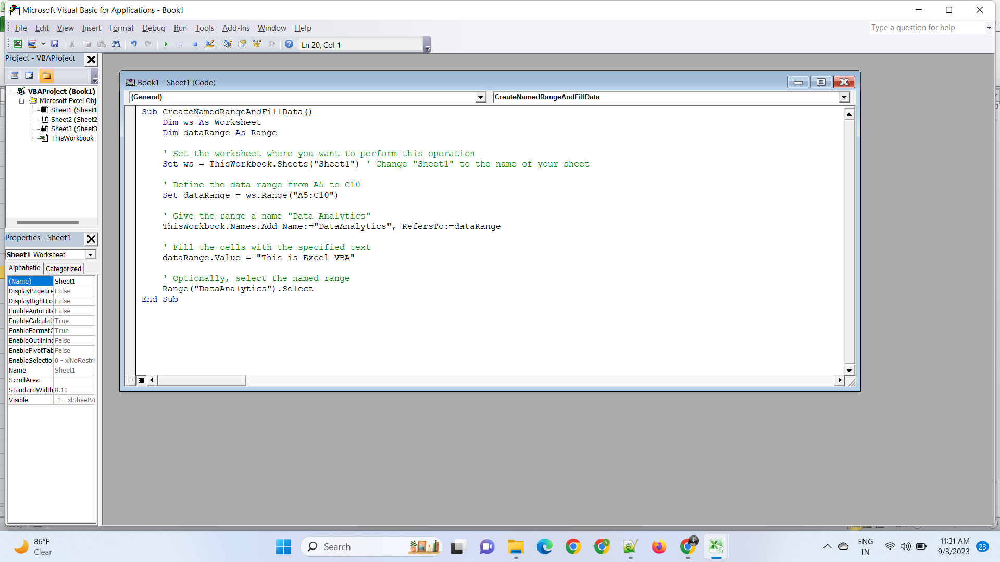 Microsoft Visual Basic for Applications - Book1
File Edit View Insert Format Debug Run Tools Add-Ins Window Help
Type a question for help
Ln 20, Col 1
Project - VBAProject
VBAProject (Book1)
Microsoft Excel Obj
Sheet1 (Sheet1
Sheet2 (Sheet2
Sheet3 (Sheet3
ThisWorkbook
Properties - Sheet1
Sheet1 Worksheet
Alphabetic Categorized
(Name) Sheet1
DisplayPageBre False
DisplayRightTo False
EnableAutoFilte False
EnableCalculati True
EnableFormatC True
EnableOutlining False
EnablePivotTab False
EnableSelection 0 - xlNoRestri
Name Sheet1
ScrollArea
StandardWidth 8.11
Visible -1 - xlSheetVi
Book1 - Sheet1 (Code)
(General) CreateNamedRangeAndFillData
Sub CreateNamedRangeAndFillData()
Dim ws As Worksheet
Dim dataRange As Range
' Set the worksheet where you want to perform this operation
Set ws = ThisWorkbook.Sheets("Sheet1") ' Change "Sheet1" to the name of your sheet
' Define the data range from A5 to C10
Set dataRange = ws.Range("A5:C10")
' Give the range a name "Data Analytics"
ThisWorkbook.Names.Add Name:="DataAnalytics", RefersTo:=dataRange
' Fill the cells with the specified text
dataRange.Value = "This is Excel VBA"
' Optionally, select the named range
Range("DataAnalytics").Select
End Sub
86°F
Clear
Search
N
ENG
IN
11:31 AM
9/3/2023
23